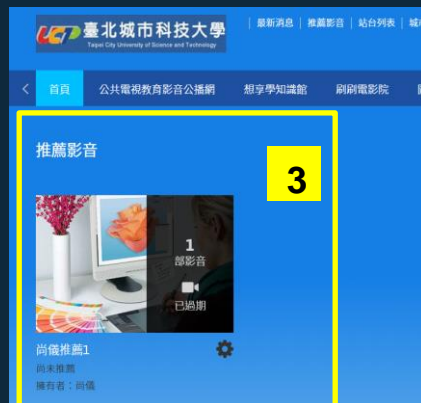 UCT 臺北城市科技大學
Taipei City University of Science and Technology
最新消息 | 推薦影音 | 站台列表 |
首頁 公共電視教育影音公播網 想享學知識館 刷刷電影院
推薦影音
3
1
部影音
已過期
尚儀推薦1
尚未推薦
擁有者：尚儀